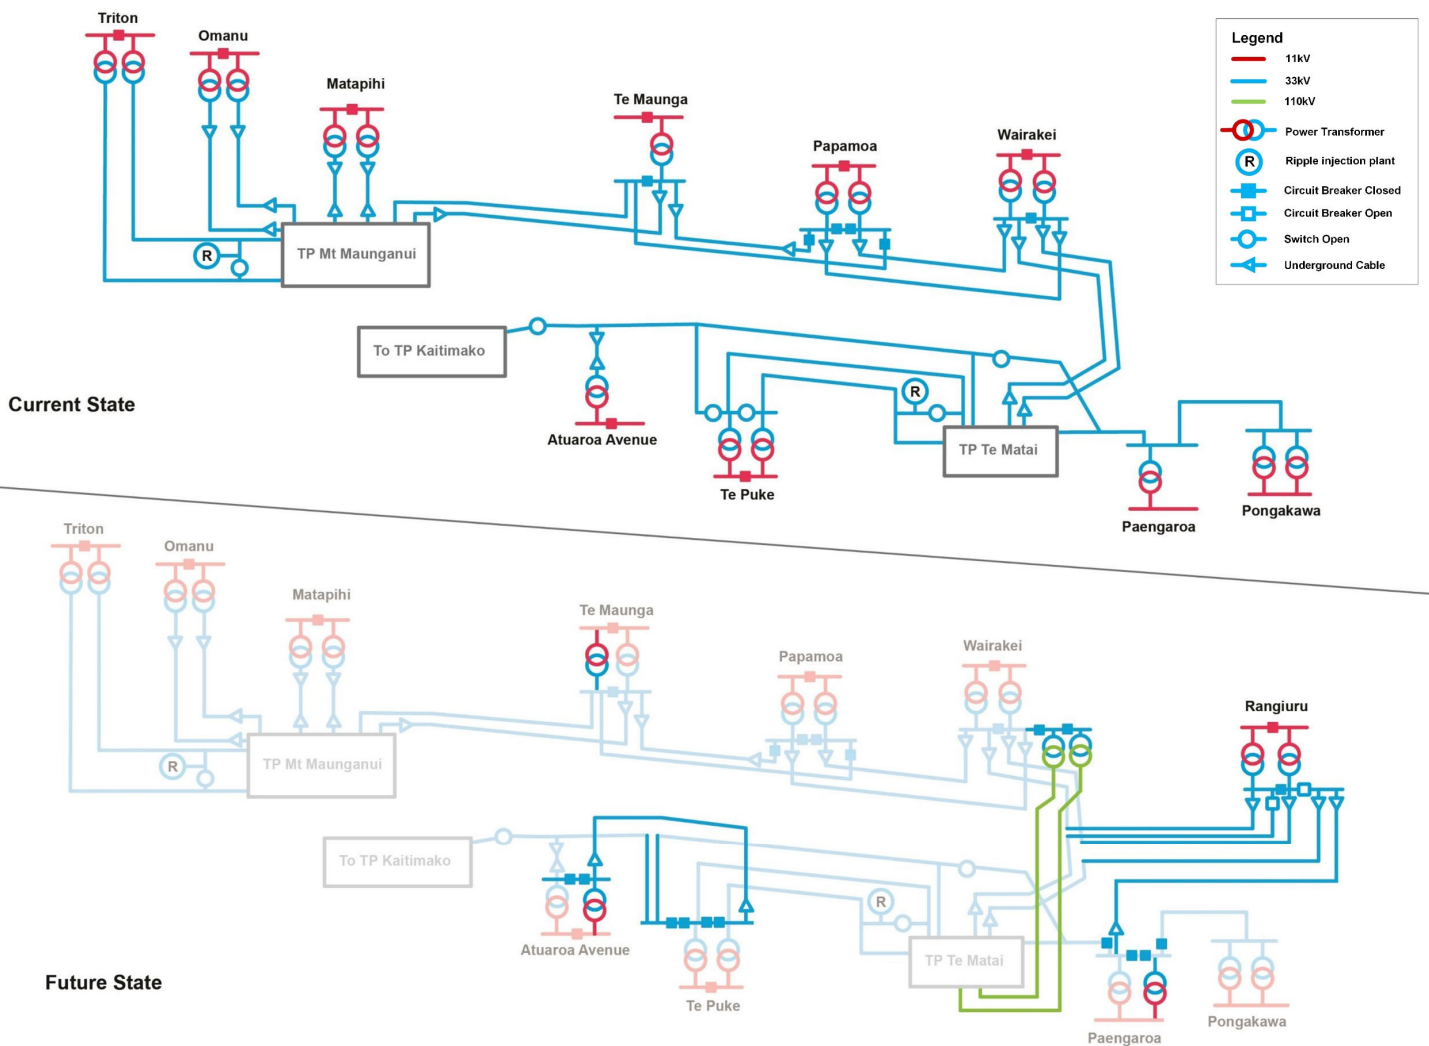 Triton
Omanu
Matapihi
Te Maunga
Papamoa
Wairakei
Legend
11kV
33kV
110kV
Power Transformer
R
Ripple injection plant
Circuit Breaker Closed
Circuit Breaker Open
Switch Open
Underground Cable
R
TP Mt Maunganui
To TP Kaitimako
R
Current State
Atuaroa Avenue
TP Te Matai
Te Puke
Paengaroa
Pongakawa
Triton
Omanu
Matapihi
Te Maunga
Papamoa
Wairakei
Rangiuru
R
TP Mt Maunganui
To TP Kaitimako
R
Atuaroa Avenue
TP Te Matai
Future State
Te Puke
Paengaroa
Pongakawa